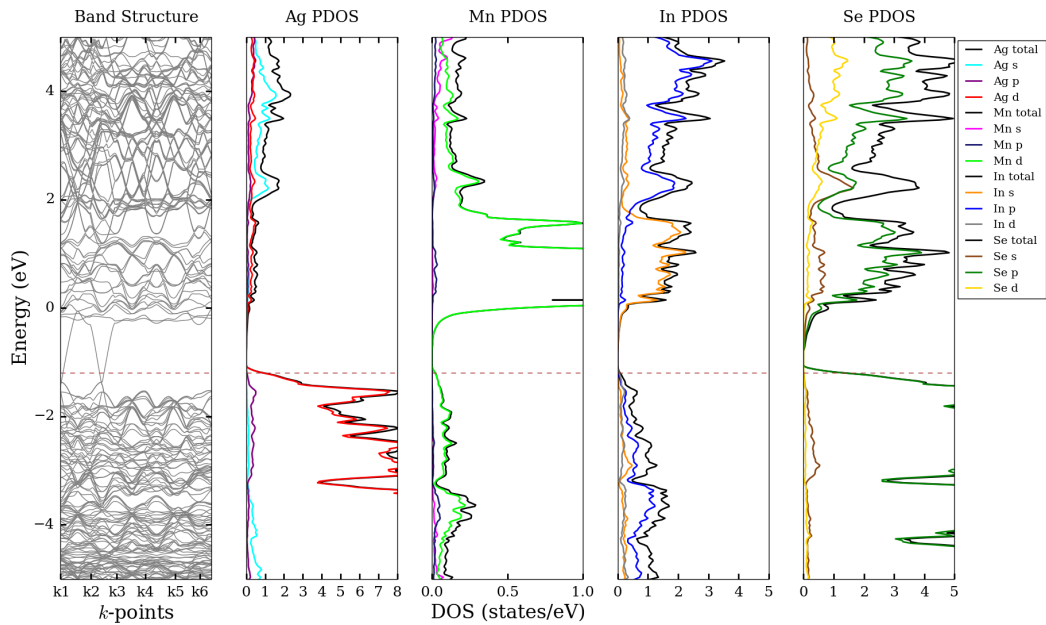 Band Structure
Ag PDOS
Mn PDOS
In PDOS
Se PDOS
Energy (eV)
4
2
0
−2
−4
k1 k2 k3 k4 k5 k6
k-points
0 1 2 3 4 5 6 7 8
0.0 0.5 1.0
DOS (states/eV)
0 1 2 3 4 5
0 1 2 3 4 5
Ag total
Ag s
Ag p
Ag d
Mn total
Mn s
Mn p
Mn d
In total
In s
In p
In d
Se total
Se s
Se p
Se d